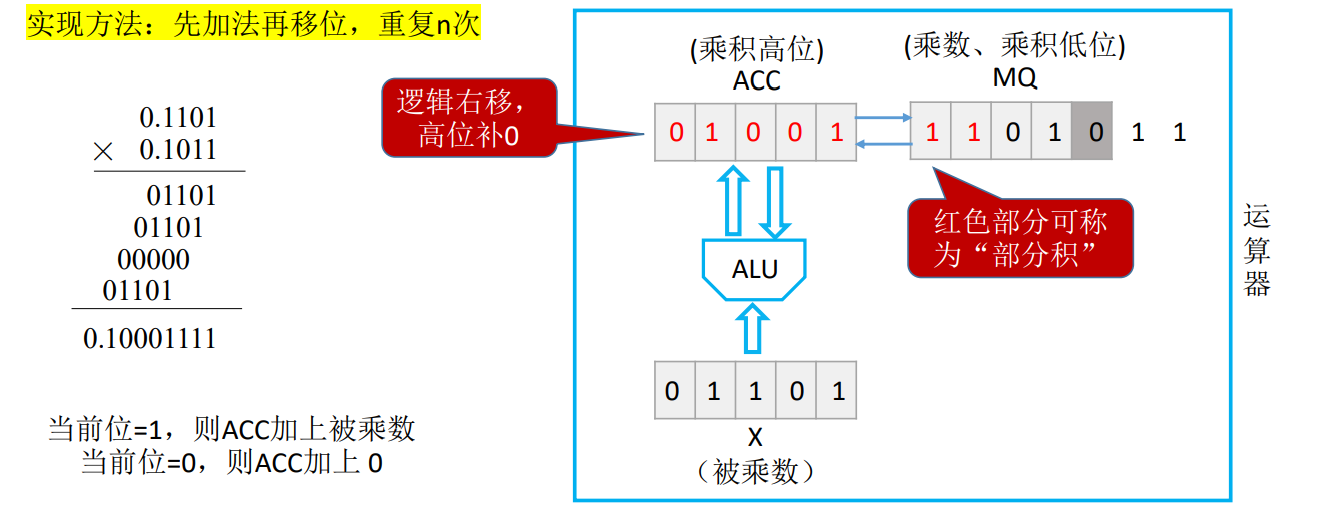 实现方法：先加法再移位，重复n次
0.1101
× 0.1011
01101
01101
00000
01101
0.10001111
当前位=1，则ACC加上被乘数
当前位=0，则ACC加上 0
(乘积高位)
ACC
(乘数、乘积低位)
MQ
逻辑右移，
高位补0
0 1 0 0 1
1 1 0 1 0 1 1
红色部分可称
为“部分积”
ALU
0 1 1 0 1
X
（被乘数）
运
算
器